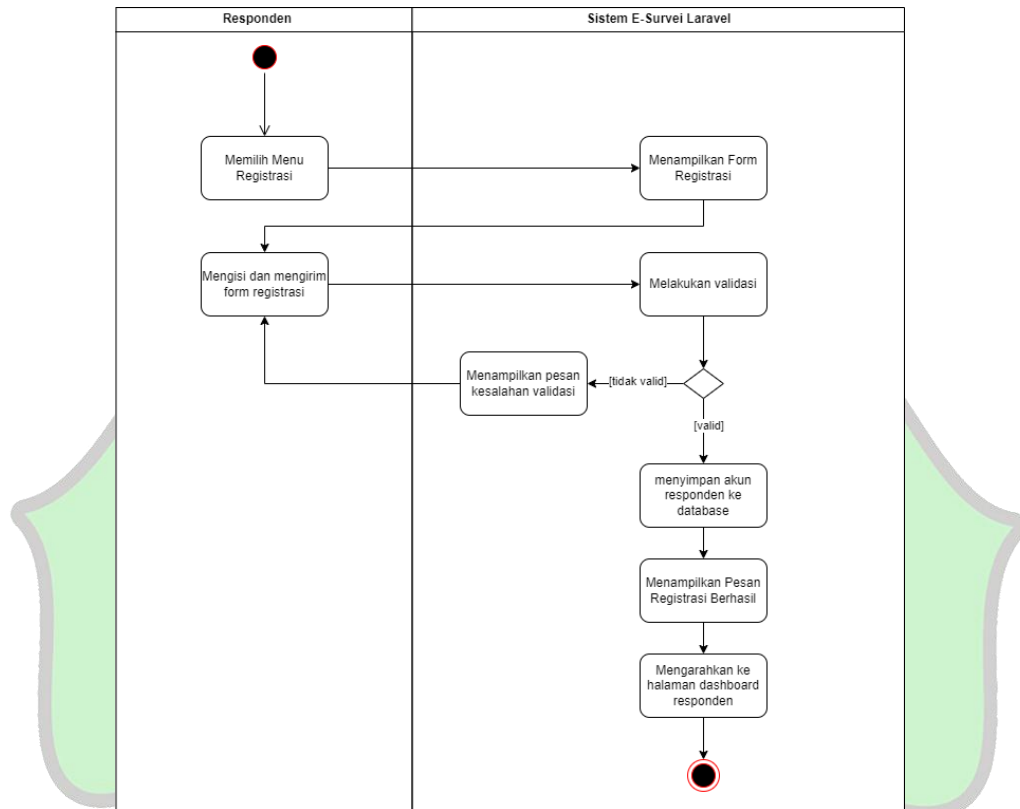 Responden
Sistem E-Survei Laravel
Memilih Menu
Registrasi
Menampilkan Form
Registrasi
Mengisi dan mengirim
form registrasi
Melakukan validasi
Menampilkan pesan
kesalahan validasi
[tidak valid]
[valid]
menyimpan akun
responden ke
database
Menampilkan Pesan
Registrasi Berhasil
Mengarahkan ke
halaman dashboard
responden